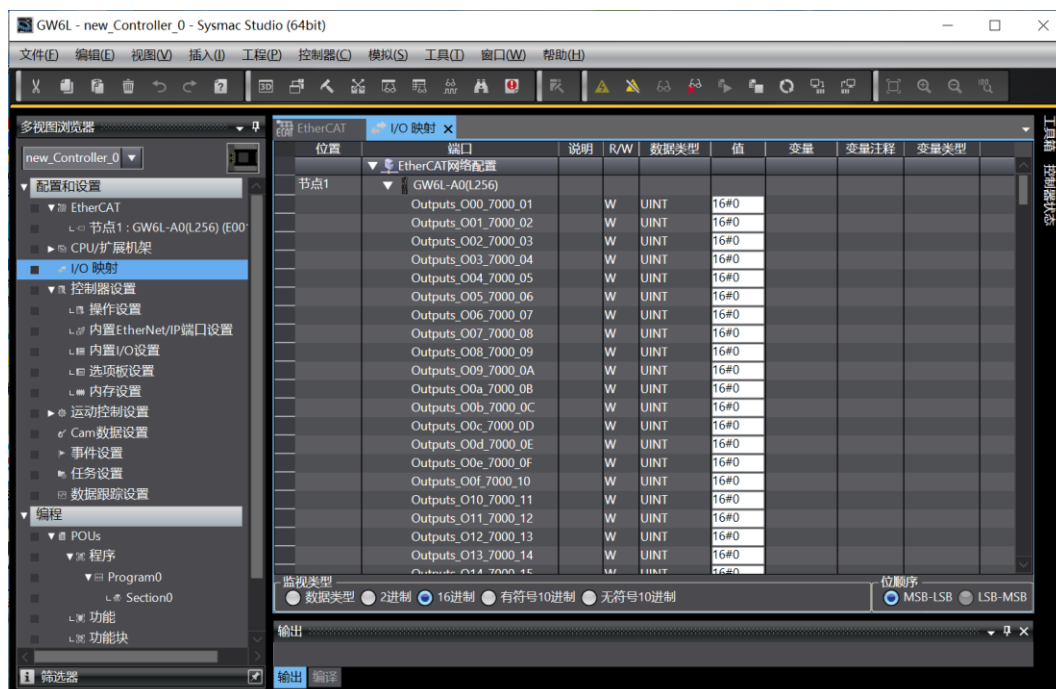 GW6L - new_Controller_0 - Sysmac Studio (64bit)
文件(F) 编辑(E) 视图(V) 插入(I) 工程(P) 控制器(C) 模拟(S) 工具(T) 窗口(W) 帮助(H)
多视图浏览器
new_Controller_0
配置和设置
EtherCAT
节点1 : GW6L-A0(L256) (E00
CPU/扩展机架
I/O 映射
控制器设置
操作设置
内置EtherNet/IP端口设置
内置I/O设置
选项板设置
内存设置
运动控制设置
Cam数据设置
事件设置
任务设置
数据跟踪设置
编程
POUs
程序
Program0
Section0
功能
功能块
筛选器
EtherCAT I/O 映射
位置 端口 说明 R/W 数据类型 值 变量 变量注释 变量类型
EtherCAT网络配置
节点1 GW6L-A0(L256)
Outputs_O00_7000_01 W UINT 16#0
Outputs_O01_7000_02 W UINT 16#0
Outputs_O02_7000_03 W UINT 16#0
Outputs_O03_7000_04 W UINT 16#0
Outputs_O04_7000_05 W UINT 16#0
Outputs_O05_7000_06 W UINT 16#0
Outputs_O06_7000_07 W UINT 16#0
Outputs_O07_7000_08 W UINT 16#0
Outputs_O08_7000_09 W UINT 16#0
Outputs_O09_7000_0A W UINT 16#0
Outputs_O0a_7000_0B W UINT 16#0
Outputs_O0b_7000_0C W UINT 16#0
Outputs_O0c_7000_0D W UINT 16#0
Outputs_O0d_7000_0E W UINT 16#0
Outputs_O0e_7000_0F W UINT 16#0
Outputs_O0f_7000_10 W UINT 16#0
Outputs_O10_7000_11 W UINT 16#0
Outputs_O11_7000_12 W UINT 16#0
Outputs_O12_7000_13 W UINT 16#0
Outputs_O13_7000_14 W UINT 16#0
Outputs_O14_7000_15 W UINT 16#0
监视类型 位顺序
数据类型 2进制 16进制 有符号10进制 无符号10进制 MSB-LSB LSB-MSB
输出
输出 编译
工具箱 控制器状态